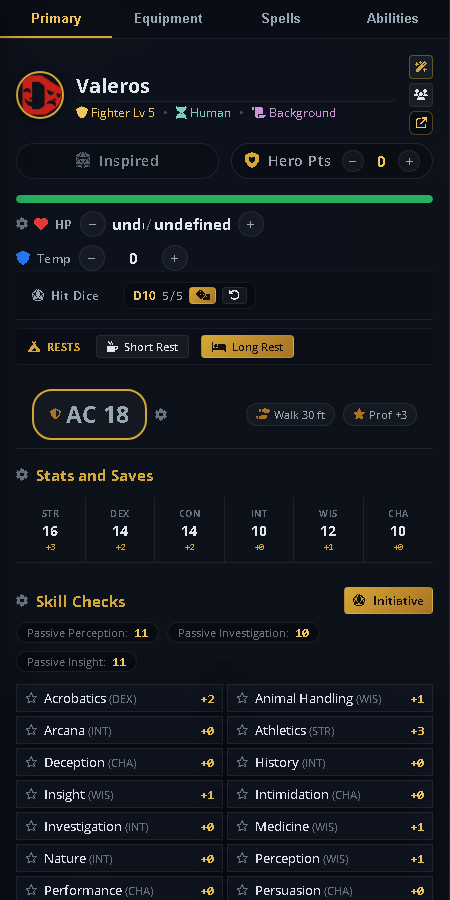 Primary Equipment Spells Abilities
Valeros
Fighter Lv 5 • Human • Background
Inspired Hero Pts − 0 +
HP − und / undefined +
Temp − 0 +
Hit Dice D10 5/5
RESTS Short Rest Long Rest
AC 18 Walk 30 ft Prof +3
Stats and Saves
STR DEX CON INT WIS CHA
16 14 14 10 12 10
+3 +2 +2 +0 +1 +0
Skill Checks Initiative
Passive Perception: 11 Passive Investigation: 10
Passive Insight: 11
Acrobatics (DEX) +2 Animal Handling (WIS) +1
Arcana (INT) +0 Athletics (STR) +3
Deception (CHA) +0 History (INT) +0
Insight (WIS) +1 Intimidation (CHA) +0
Investigation (INT) +0 Medicine (WIS) +1
Nature (INT) +0 Perception (WIS) +1
Performance (CHA) +0 Persuasion (CHA) +0